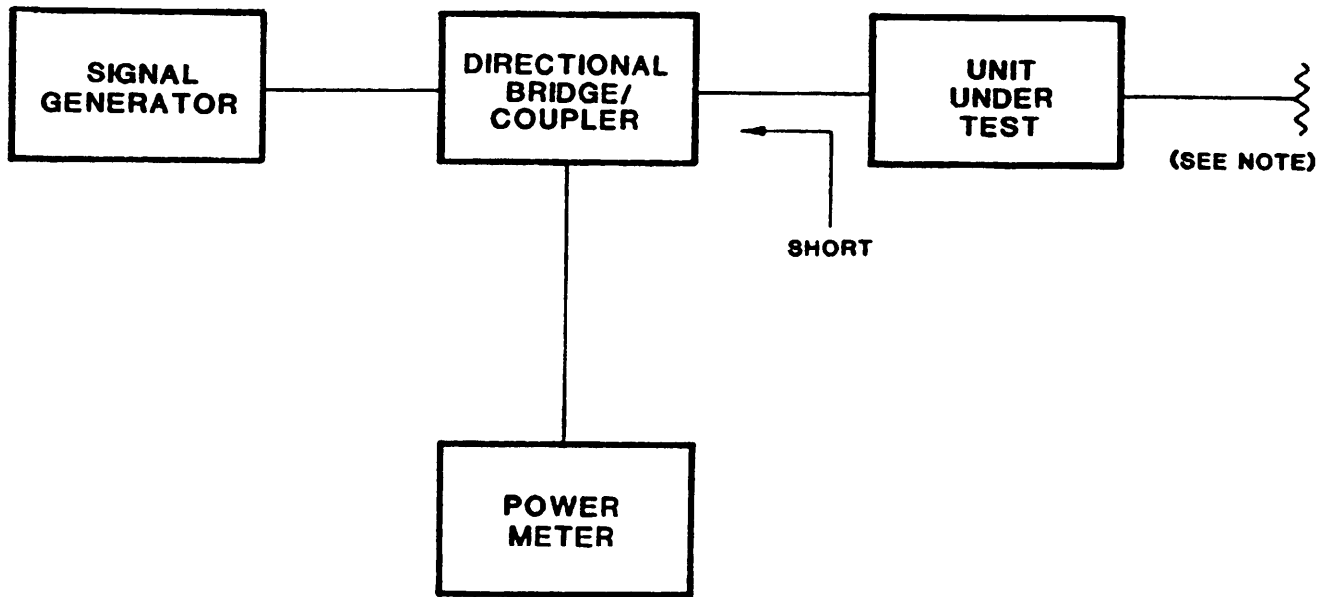 SIGNAL
GENERATOR
DIRECTIONAL
BRIDGE/
COUPLER
UNIT
UNDER
TEST
(SEE NOTE)
SHORT
POWER
METER